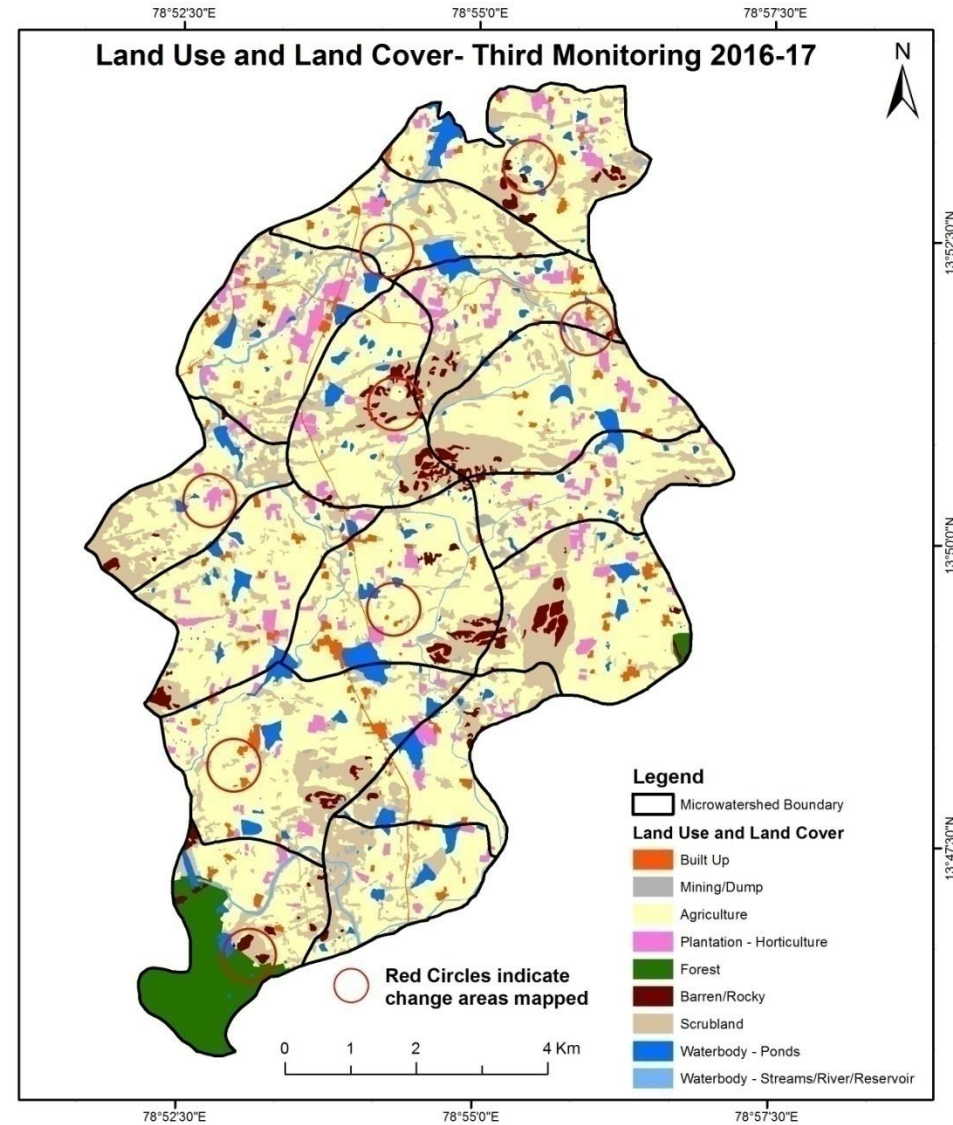 78°52'30"E 78°55'0"E 78°57'30"E
Land Use and Land Cover- Third Monitoring 2016-17
N
13°52'30"N
13°50'0"N
13°47'30"N
Legend
Microwatershed Boundary
Land Use and Land Cover
Built Up
Mining/Dump
Agriculture
Plantation - Horticulture
Forest
Barren/Rocky
Scrubland
Waterbody - Ponds
Waterbody - Streams/River/Reservoir
Red Circles indicate
change areas mapped
0 1 2 4 Km
78°52'30"E 78°55'0"E 78°57'30"E